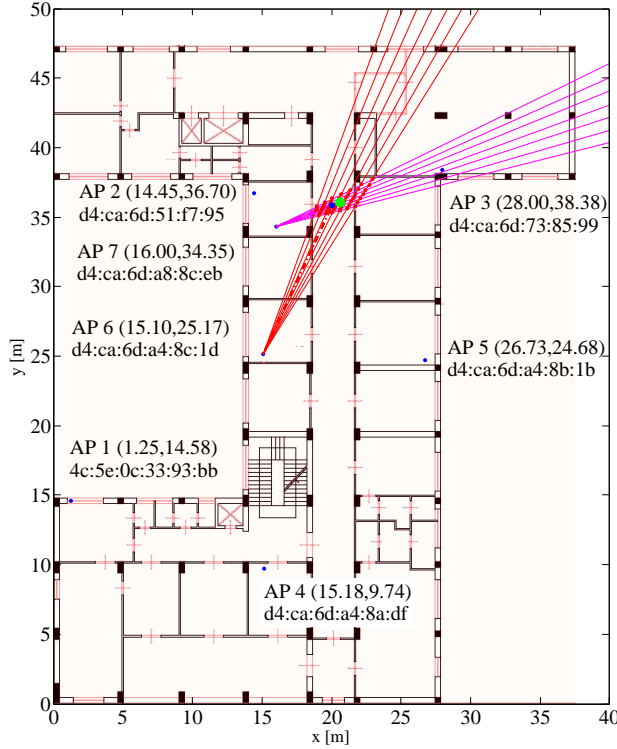 50
45
40
35
30
25
20
15
10
5
0
y [m]
AP 2 (14.45,36.70)
d4:ca:6d:51:f7:95
AP 3 (28.00,38.38)
d4:ca:6d:73:85:99
AP 7 (16.00,34.35)
d4:ca:6d:a8:8c:eb
AP 6 (15.10,25.17)
d4:ca:6d:a4:8c:1d
AP 5 (26.73,24.68)
d4:ca:6d:a4:8b:1b
AP 1 (1.25,14.58)
4c:5e:0c:33:93:bb
AP 4 (15.18,9.74)
d4:ca:6d:a4:8a:df
0 5 10 15 20 25 30 35 40
x [m]